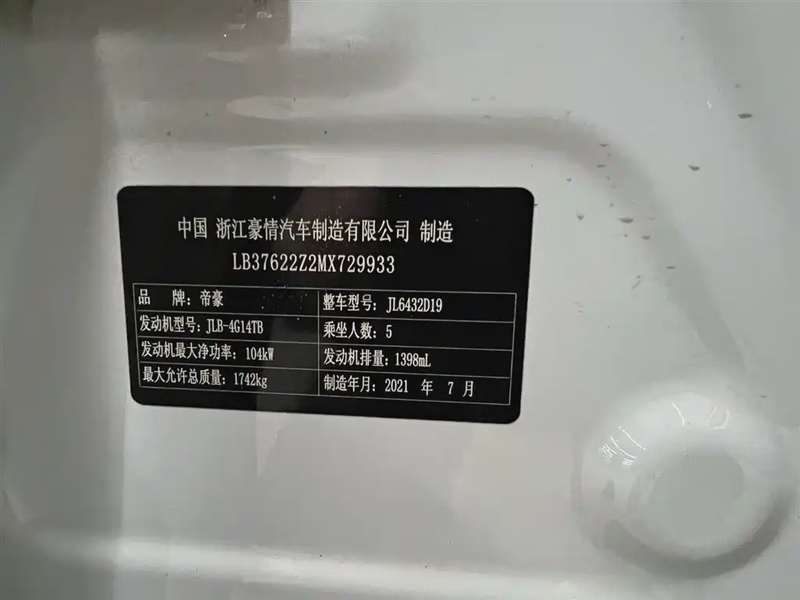 中国 浙江豪情汽车制造有限公司 制造
LB37622Z2MX729933
品 牌：帝豪 整车型号：JL6432D19
发动机型号：JLB-4G14TB 乘坐人数：5
发动机最大净功率：104kW 发动机排量：1398mL
最大允许总质量：1742kg 制造年月：2021 年 7 月